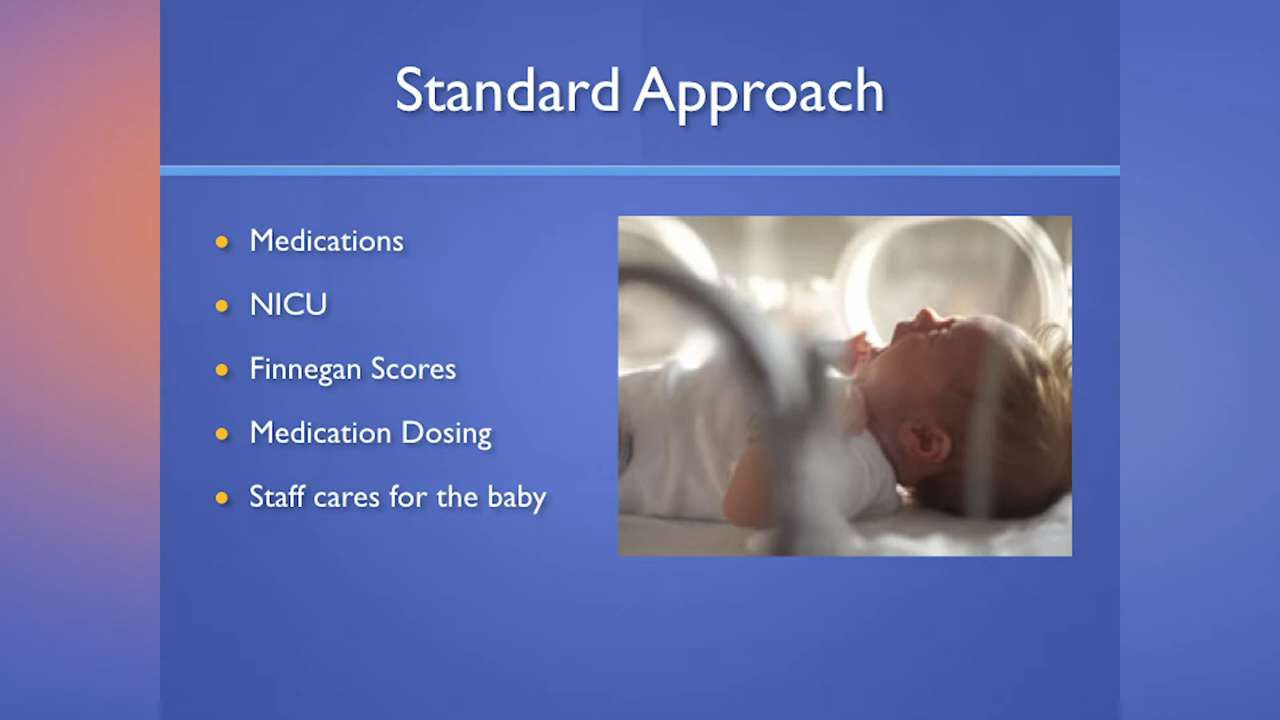 Standard Approach
Medications
NICU
Finnegan Scores
Medication Dosing
Staff cares for the baby